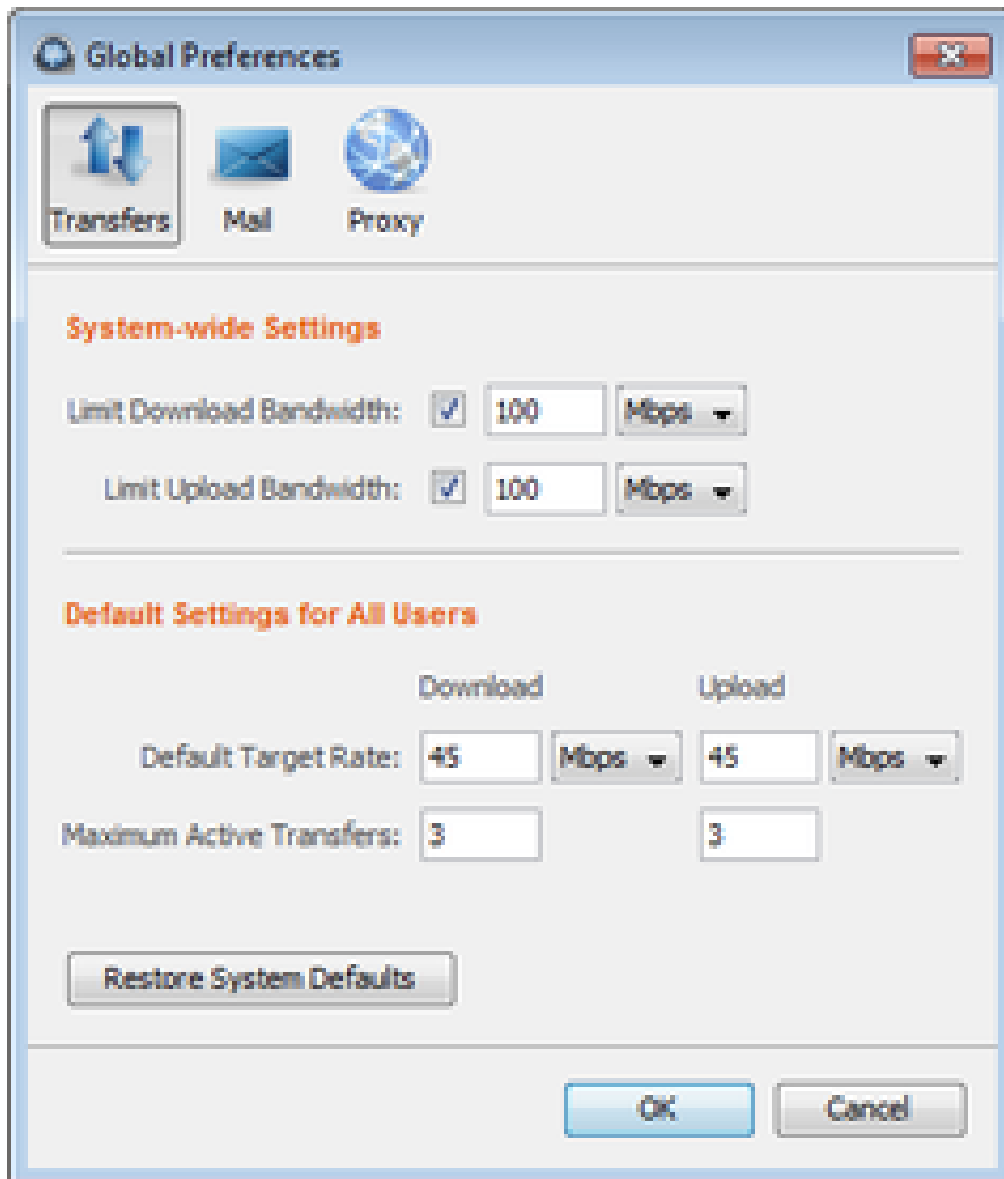 Global Preferences
Transfers Mail Proxy
System-wide Settings
Limit Download Bandwidth: 100 Mbps
Limit Upload Bandwidth: 100 Mbps
Default Settings for All Users
Download Upload
Default Target Rate: 45 Mbps 45 Mbps
Maximum Active Transfers: 3 3
Restore System Defaults
OK Cancel